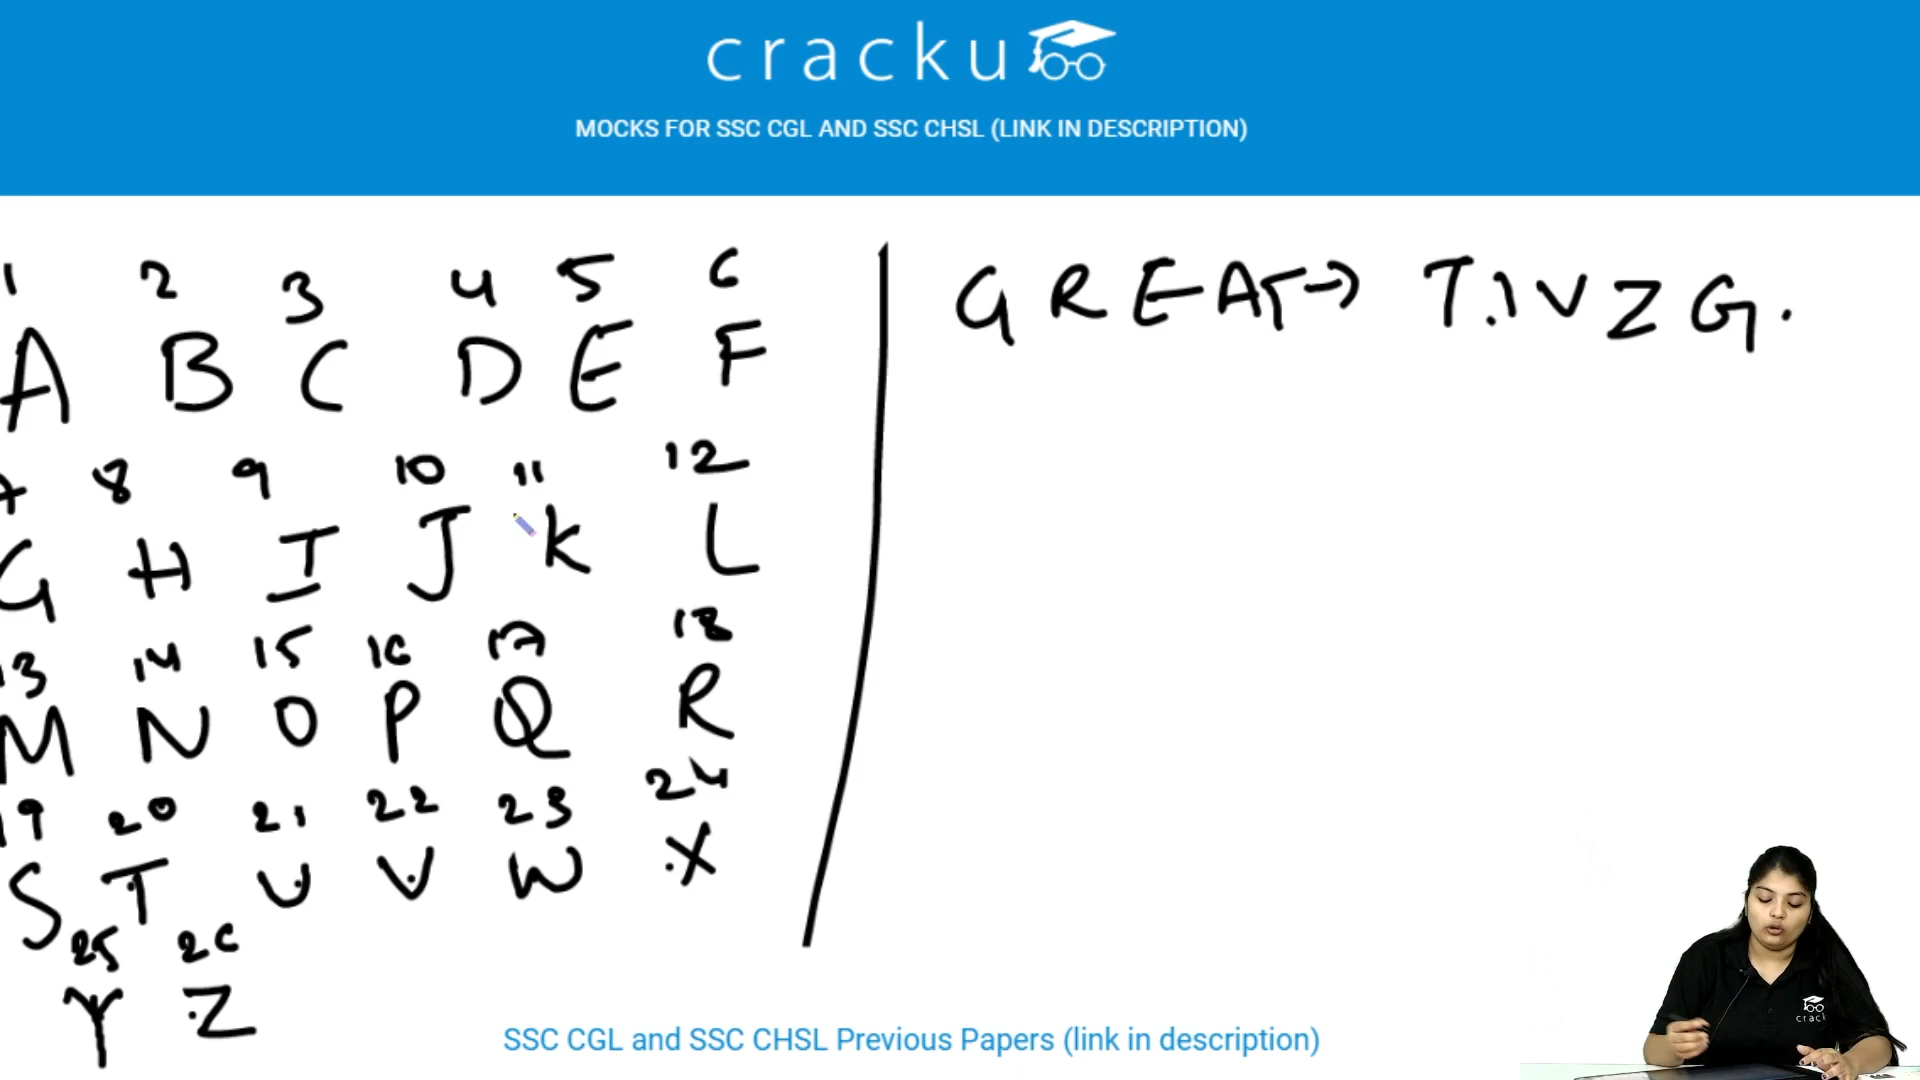 cracku
MOCKS FOR SSC CGL AND SSC CHSL (LINK IN DESCRIPTION)
1 2 3 4 5 6
A B C D E F
GREAT → T.IVZG.
7 8 9 10 11 12
G H I J K L
13 14 15 16 17 18
M N O P Q R
19 20 21 22 23 24
S T U V W X
25 26
Y Z
SSC CGL and SSC CHSL Previous Papers (link in description)
crack